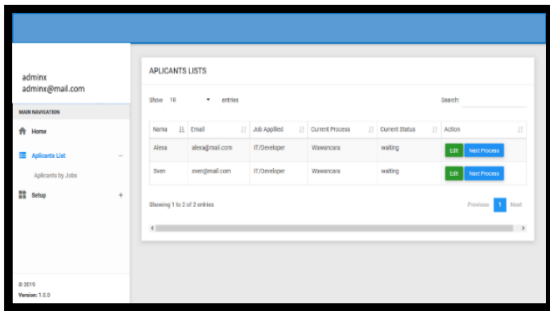 adminx
adminx@mail.com
MAIN NAVIGATION
Home
Aplicants List
Aplicants by Jobs
Setup
© 2019
Version: 1.0.0
APLICANTS LISTS
Show 10 entries
Search:
Name Email Job Applied Current Process Current Status Action
Alexa alexa@mail.com IT/Developer Wawancara waiting Edit Next Process
Sven sven@mail.com IT/Developer Wawancara waiting Edit Next Process
Showing 1 to 2 of 2 entries
Previous 1 Next